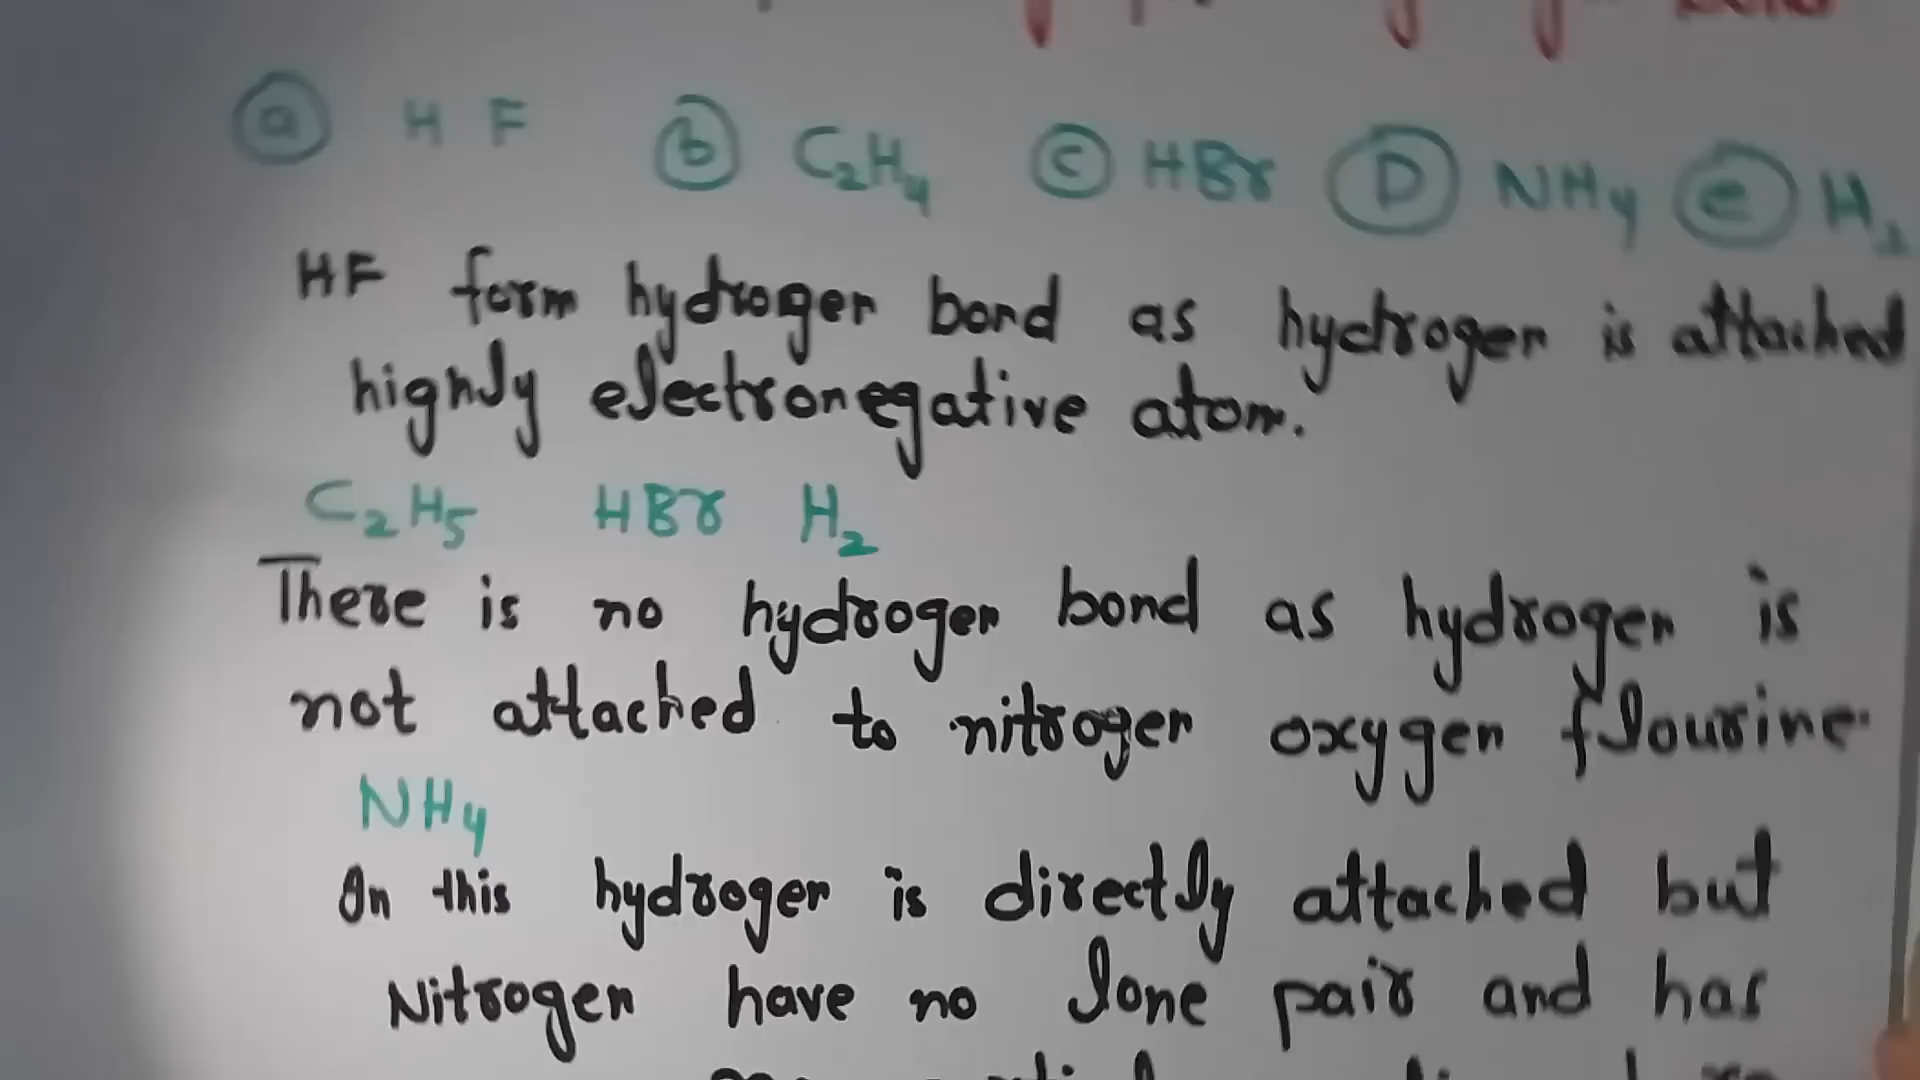 ⓐ HF ⓑ C₂H₄ ⓒ HBr Ⓓ NH₄ ⓔ H₂
HF form hydrogen bond as hydrogen is attached
highly electronegative atom.
C₂H₅ HBr H₂
There is no hydrogen bond as hydrogen is
not attached to nitrogen oxygen flourine.
NH₄
In this hydrogen is directly attached but
Nitrogen have no lone pair and has